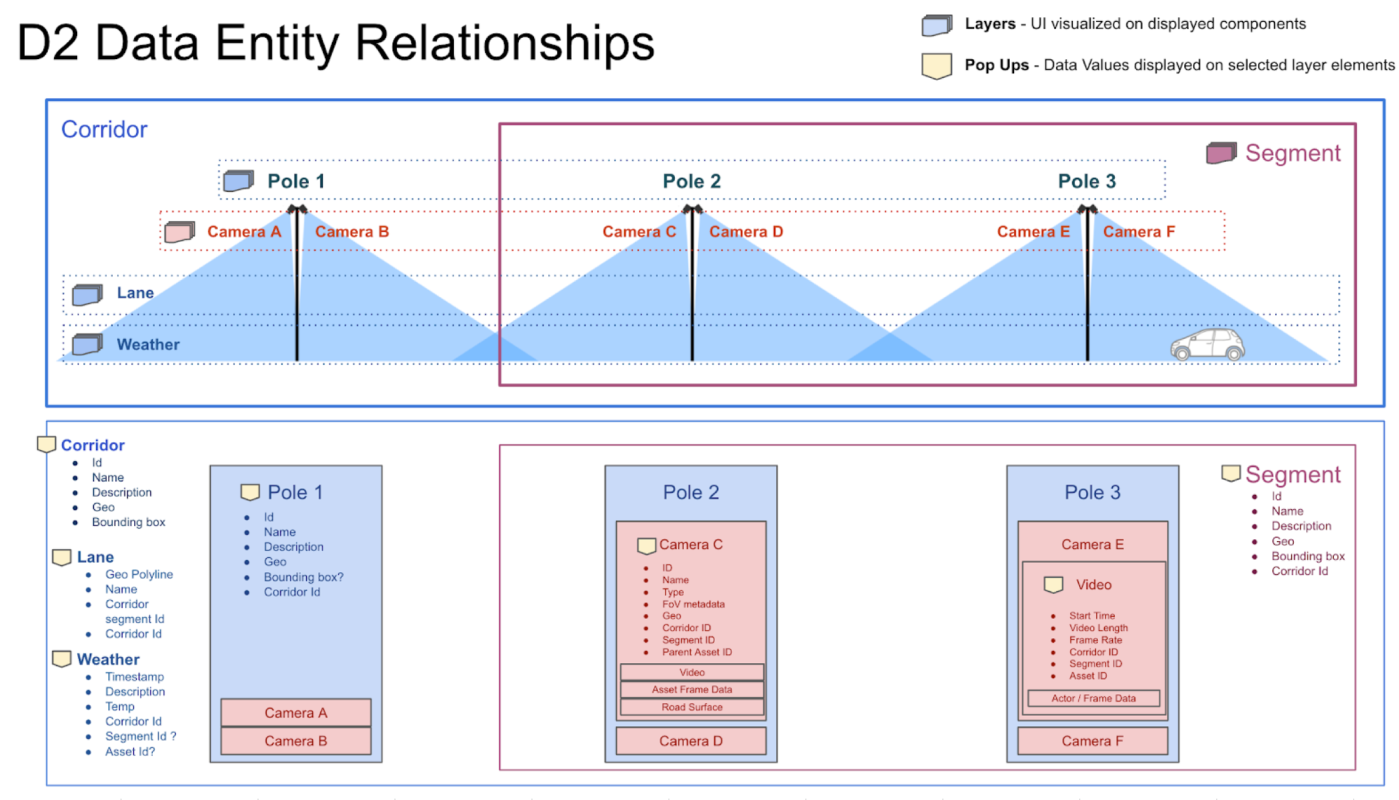 D2 Data Entity Relationships
Layers - UI visualized on displayed components
Pop Ups - Data Values displayed on selected layer elements
Corridor
Segment
Pole 1
Pole 2
Pole 3
Camera A
Camera B
Camera C
Camera D
Camera E
Camera F
Lane
Weather
Corridor
Id
Name
Description
Geo
Bounding box
Lane
Geo Polyline
Name
Corridor
segment Id
Corridor Id
Weather
Timestamp
Description
Temp
Corridor Id
Segment Id ?
Asset Id?
Pole 1
Id
Name
Description
Geo
Bounding box?
Corridor Id
Camera A
Camera B
Pole 2
Camera C
ID
Name
Type
FoV metadata
Geo
Corridor ID
Segment ID
Parent Asset ID
Video
Asset Frame Data
Road Surface
Camera D
Pole 3
Camera E
Video
Start Time
Video Length
Frame Rate
Corridor ID
Segment ID
Asset ID
Actor / Frame Data
Camera F
Segment
Id
Name
Description
Geo
Bounding box
Corridor Id